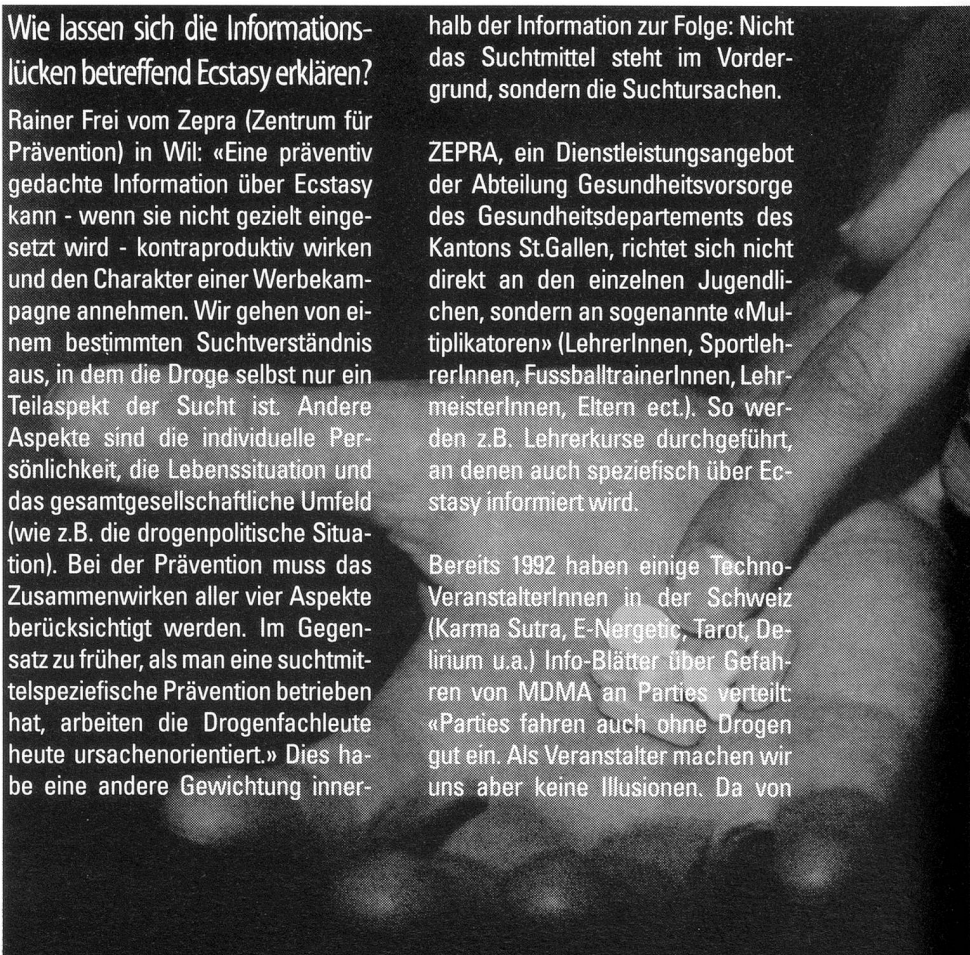 Wie lassen sich die Informations-
lücken betreffend Ecstasy erklären?
Rainer Frei vom Zepra (Zentrum für
Prävention) in Wil: «Eine präventiv
gedachte Information über Ecstasy
kann - wenn sie nicht gezielt einge-
setzt wird - kontraproduktiv wirken
und den Charakter einer Werbekam-
pagne annehmen. Wir gehen von ei-
nem bestimmten Suchtverständnis
aus, in dem die Droge selbst nur ein
Teilaspekt der Sucht ist. Andere
Aspekte sind die individuelle Per-
sönlichkeit, die Lebenssituation und
das gesamtgesellschaftliche Umfeld
(wie z.B. die drogenpolitische Situa-
tion). Bei der Prävention muss das
Zusammenwirken aller vier Aspekte
berücksichtigt werden. Im Gegen-
satz zu früher, als man eine suchtmit-
telspeziefische Prävention betrieben
hat, arbeiten die Drogenfachleute
heute ursachenorientiert.» Dies ha-
be eine andere Gewichtung inner-
halb der Information zur Folge: Nicht
das Suchtmittel steht im Vorder-
grund, sondern die Suchtursachen.
ZEPRA, ein Dienstleistungsangebot
der Abteilung Gesundheitsvorsorge
des Gesundheitsdepartements des
Kantons St.Gallen, richtet sich nicht
direkt an den einzelnen Jugendli-
chen, sondern an sogenannte «Mul-
tiplikatoren» (LehrerInnen, Sportleh-
rerInnen, FussballtrainerInnen, Lehr-
meisterInnen, Eltern ect.). So wer-
den z.B. Lehrerkurse durchgeführt,
an denen auch speziefisch über Ec-
stasy informiert wird.
Bereits 1992 haben einige Techno-
VeranstalterInnen in der Schweiz
(Karma Sutra, E-Nergetic, Tarot, De-
lirium u.a.) Info-Blätter über Gefah-
ren von MDMA an Parties verteilt:
«Parties fahren auch ohne Drogen
gut ein. Als Veranstalter machen wir
uns aber keine Illusionen. Da von